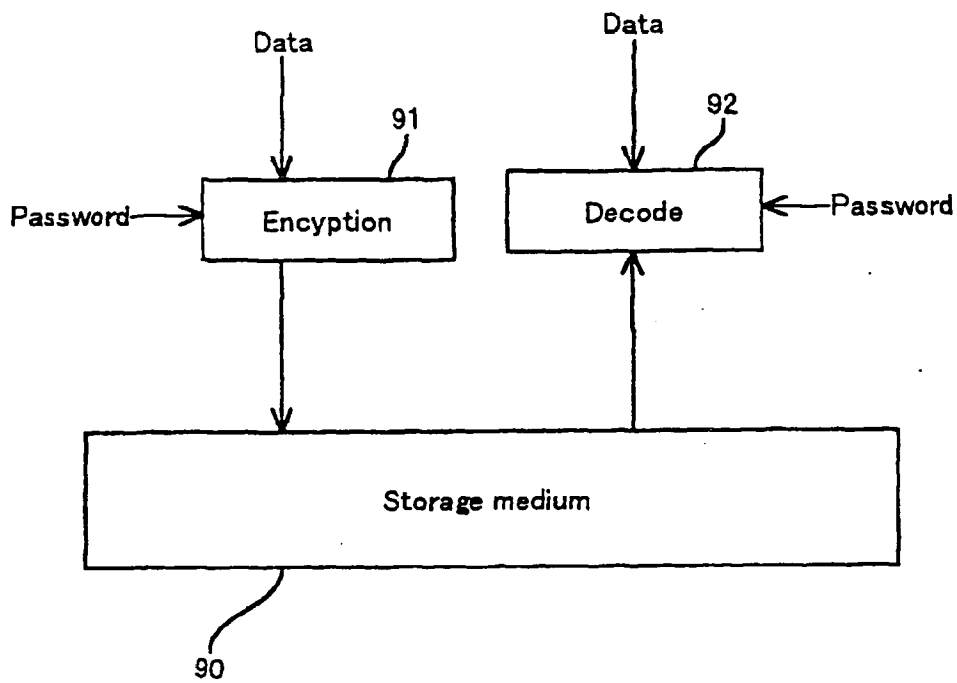 Data
Data
91
92
Password
Encyption
Decode
Password
Storage medium
90